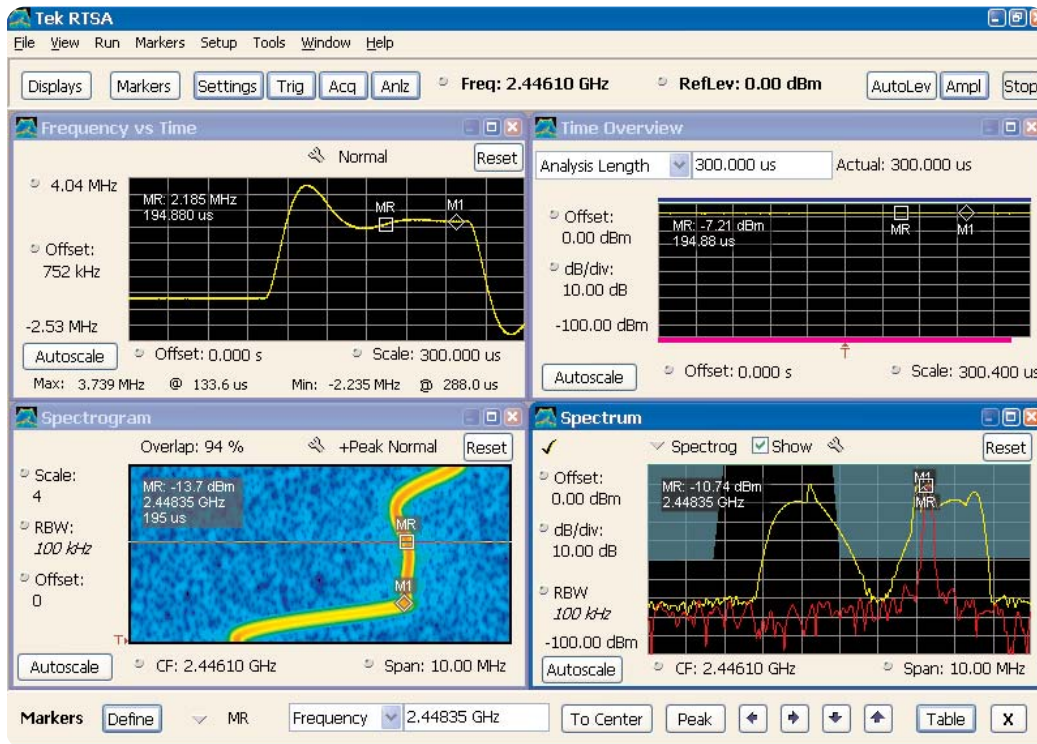 Tek RTSA
File View Run Markers Setup Tools Window Help
Displays Markers Settings Trig Acq Anlz Freq: 2.44610 GHz RefLev: 0.00 dBm AutoLev Ampl Stop
Frequency vs Time
Normal Reset
4.04 MHz
MR: 2.185 MHz
194.880 us
MR M1
Offset:
752 kHz
-2.53 MHz
Autoscale Offset: 0.000 s Scale: 300.000 us
Max: 3.739 MHz @ 133.6 us Min: -2.235 MHz @ 288.0 us
Time Overview
Analysis Length 300.000 us Actual: 300.000 us
Offset:
0.00 dBm
MR: -7.21 dBm
194.88 us
MR M1
dB/div:
10.00 dB
-100.00 dBm
Autoscale Offset: 0.000 s Scale: 300.400 us
Spectrogram
Overlap: 94 % +Peak Normal Reset
Scale:
4
MR: -13.7 dBm
2.44835 GHz
195 us
MR
RBW:
100 kHz
M1
Offset:
0
T
Autoscale CF: 2.44610 GHz Span: 10.00 MHz
Spectrum
Spectrog Show Reset
Offset:
0.00 dBm
MR: -10.74 dBm
2.44835 GHz
M1
MR
dB/div:
10.00 dB
RBW
100 kHz
-100.00 dBm
Autoscale CF: 2.44610 GHz Span: 10.00 MHz
Markers Define MR Frequency 2.44835 GHz To Center Peak Table X